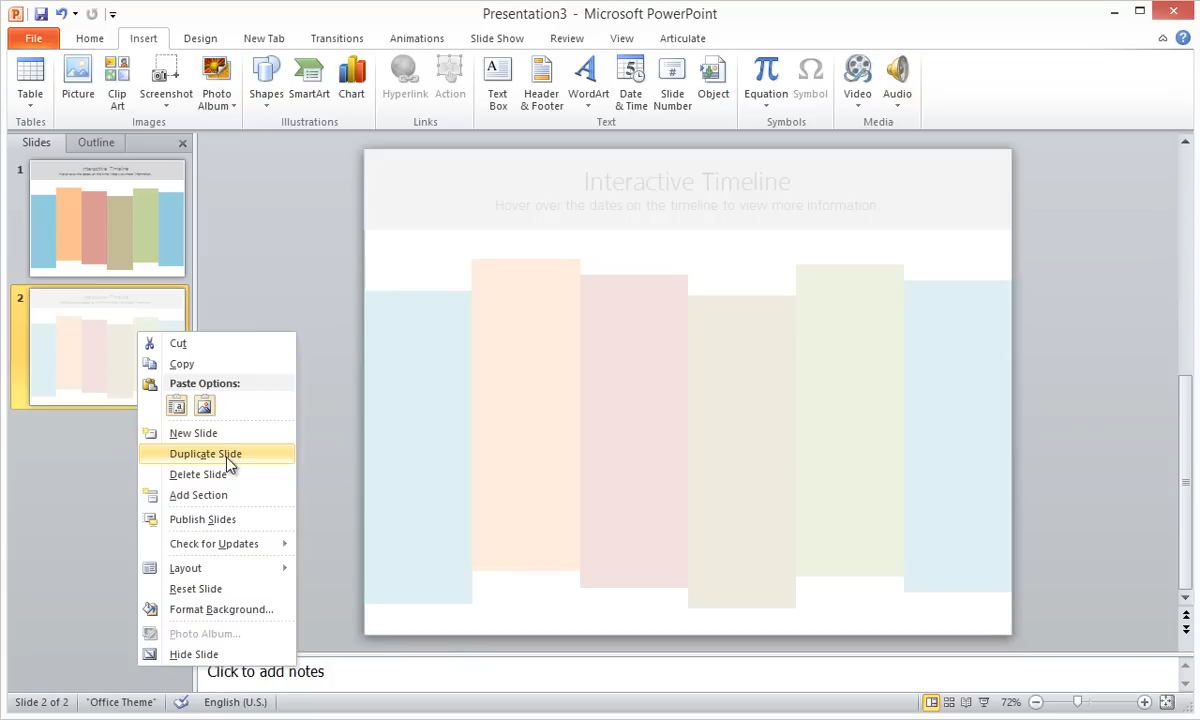 Presentation3 - Microsoft PowerPoint
File Home Insert Design New Tab Transitions Animations Slide Show Review View Articulate
Table Picture Clip Art Screenshot Photo Album Shapes SmartArt Chart Hyperlink Action Text Box Header & Footer WordArt Date & Time Slide Number Object Equation Symbol Video Audio
Tables Images Illustrations Links Text Symbols Media
Slides Outline
1
Interactive Timeline
2
Interactive Timeline
Hover over the dates on the timeline to view more information.
Cut
Copy
Paste Options:
New Slide
Duplicate Slide
Delete Slide
Add Section
Publish Slides
Check for Updates
Layout
Reset Slide
Format Background...
Photo Album...
Hide Slide
Click to add notes
Slide 2 of 2 "Office Theme" English (U.S.) 72%